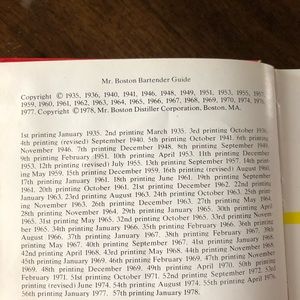 Mr. Boston Bartender Guide
Copyright © 1935, 1936, 1940, 1941, 1946, 1948, 1949, 1951, 1953, 1955, 1957,
1959, 1960, 1961, 1962, 1963, 1964, 1965, 1966, 1967, 1968, 1969, 1970, 1974, 1976,
1977. Copyright ©1978, Mr. Boston Distiller Corporation, Boston, MA.
1st printing January 1935. 2nd printing March 1935. 3rd printing October 1936.
4th printing (revised) September 1940. 5th printing October 1941. 6th printing
November 1946. 7th printing December 1948. 8th printing September 1949.
9th printing February 1951. 10th printing April 1953. 11th printing December
1953. 12th printing (revised) July 1955. 13th printing September 1957. 14th print-
ing May 1959. 15th printing December 1959. 16th printing (revised) August 1960.
17th printing January 1961. 18th printing June 1961. 19th printing September
1961. 20th printing October 1961. 21st printing December 1962. 22nd printing
January 1963. 23rd printing August 1963. 24th printing October 1963. 25th print-
ing November 1963. 26th printing December 1963. 27th printing May 1964.
28th printing November 1964. 29th printing January 1965. 30th printing April
1965. 31st printing May 1965. 32nd printing October 1965. 33rd printing Novem-
ber 1965. 34th printing January 1966. 35th printing February 1966. 36th printing
August 1966. 37th printing January 1967. 38th printing February 1967. 39th
printing May 1967. 40th printing September 1967. 41st printing January 1968.
42nd printing April 1968. 43rd printing May 1968. 44th printing November 1968.
45th printing January 1969. 46th printing February 1969. 47th printing November
1969. 48th printing December 1969. 49th printing April 1970. 50th printing
February 1971. 51st printing October 1971. 52nd printing September 1972. 53rd
printing (revised) June 1974. 54th printing August 1974. 55th printing April 1976.
56th printing January 1977. 57th printing January 1978.